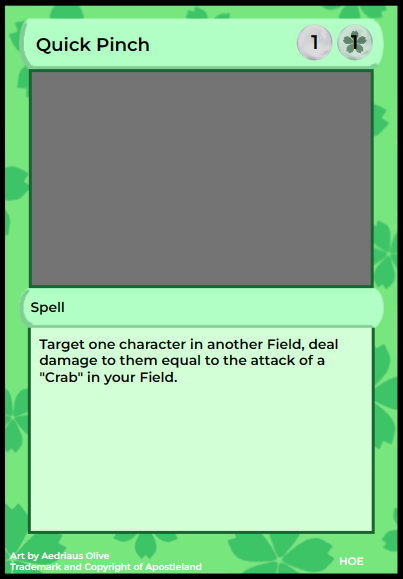 Quick Pinch 1 1
Spell
Target one character in another Field, deal
damage to them equal to the attack of a
"Crab" in your Field.
Art by Aedriaus Olive
Trademark and Copyright of Apostleland
HOE